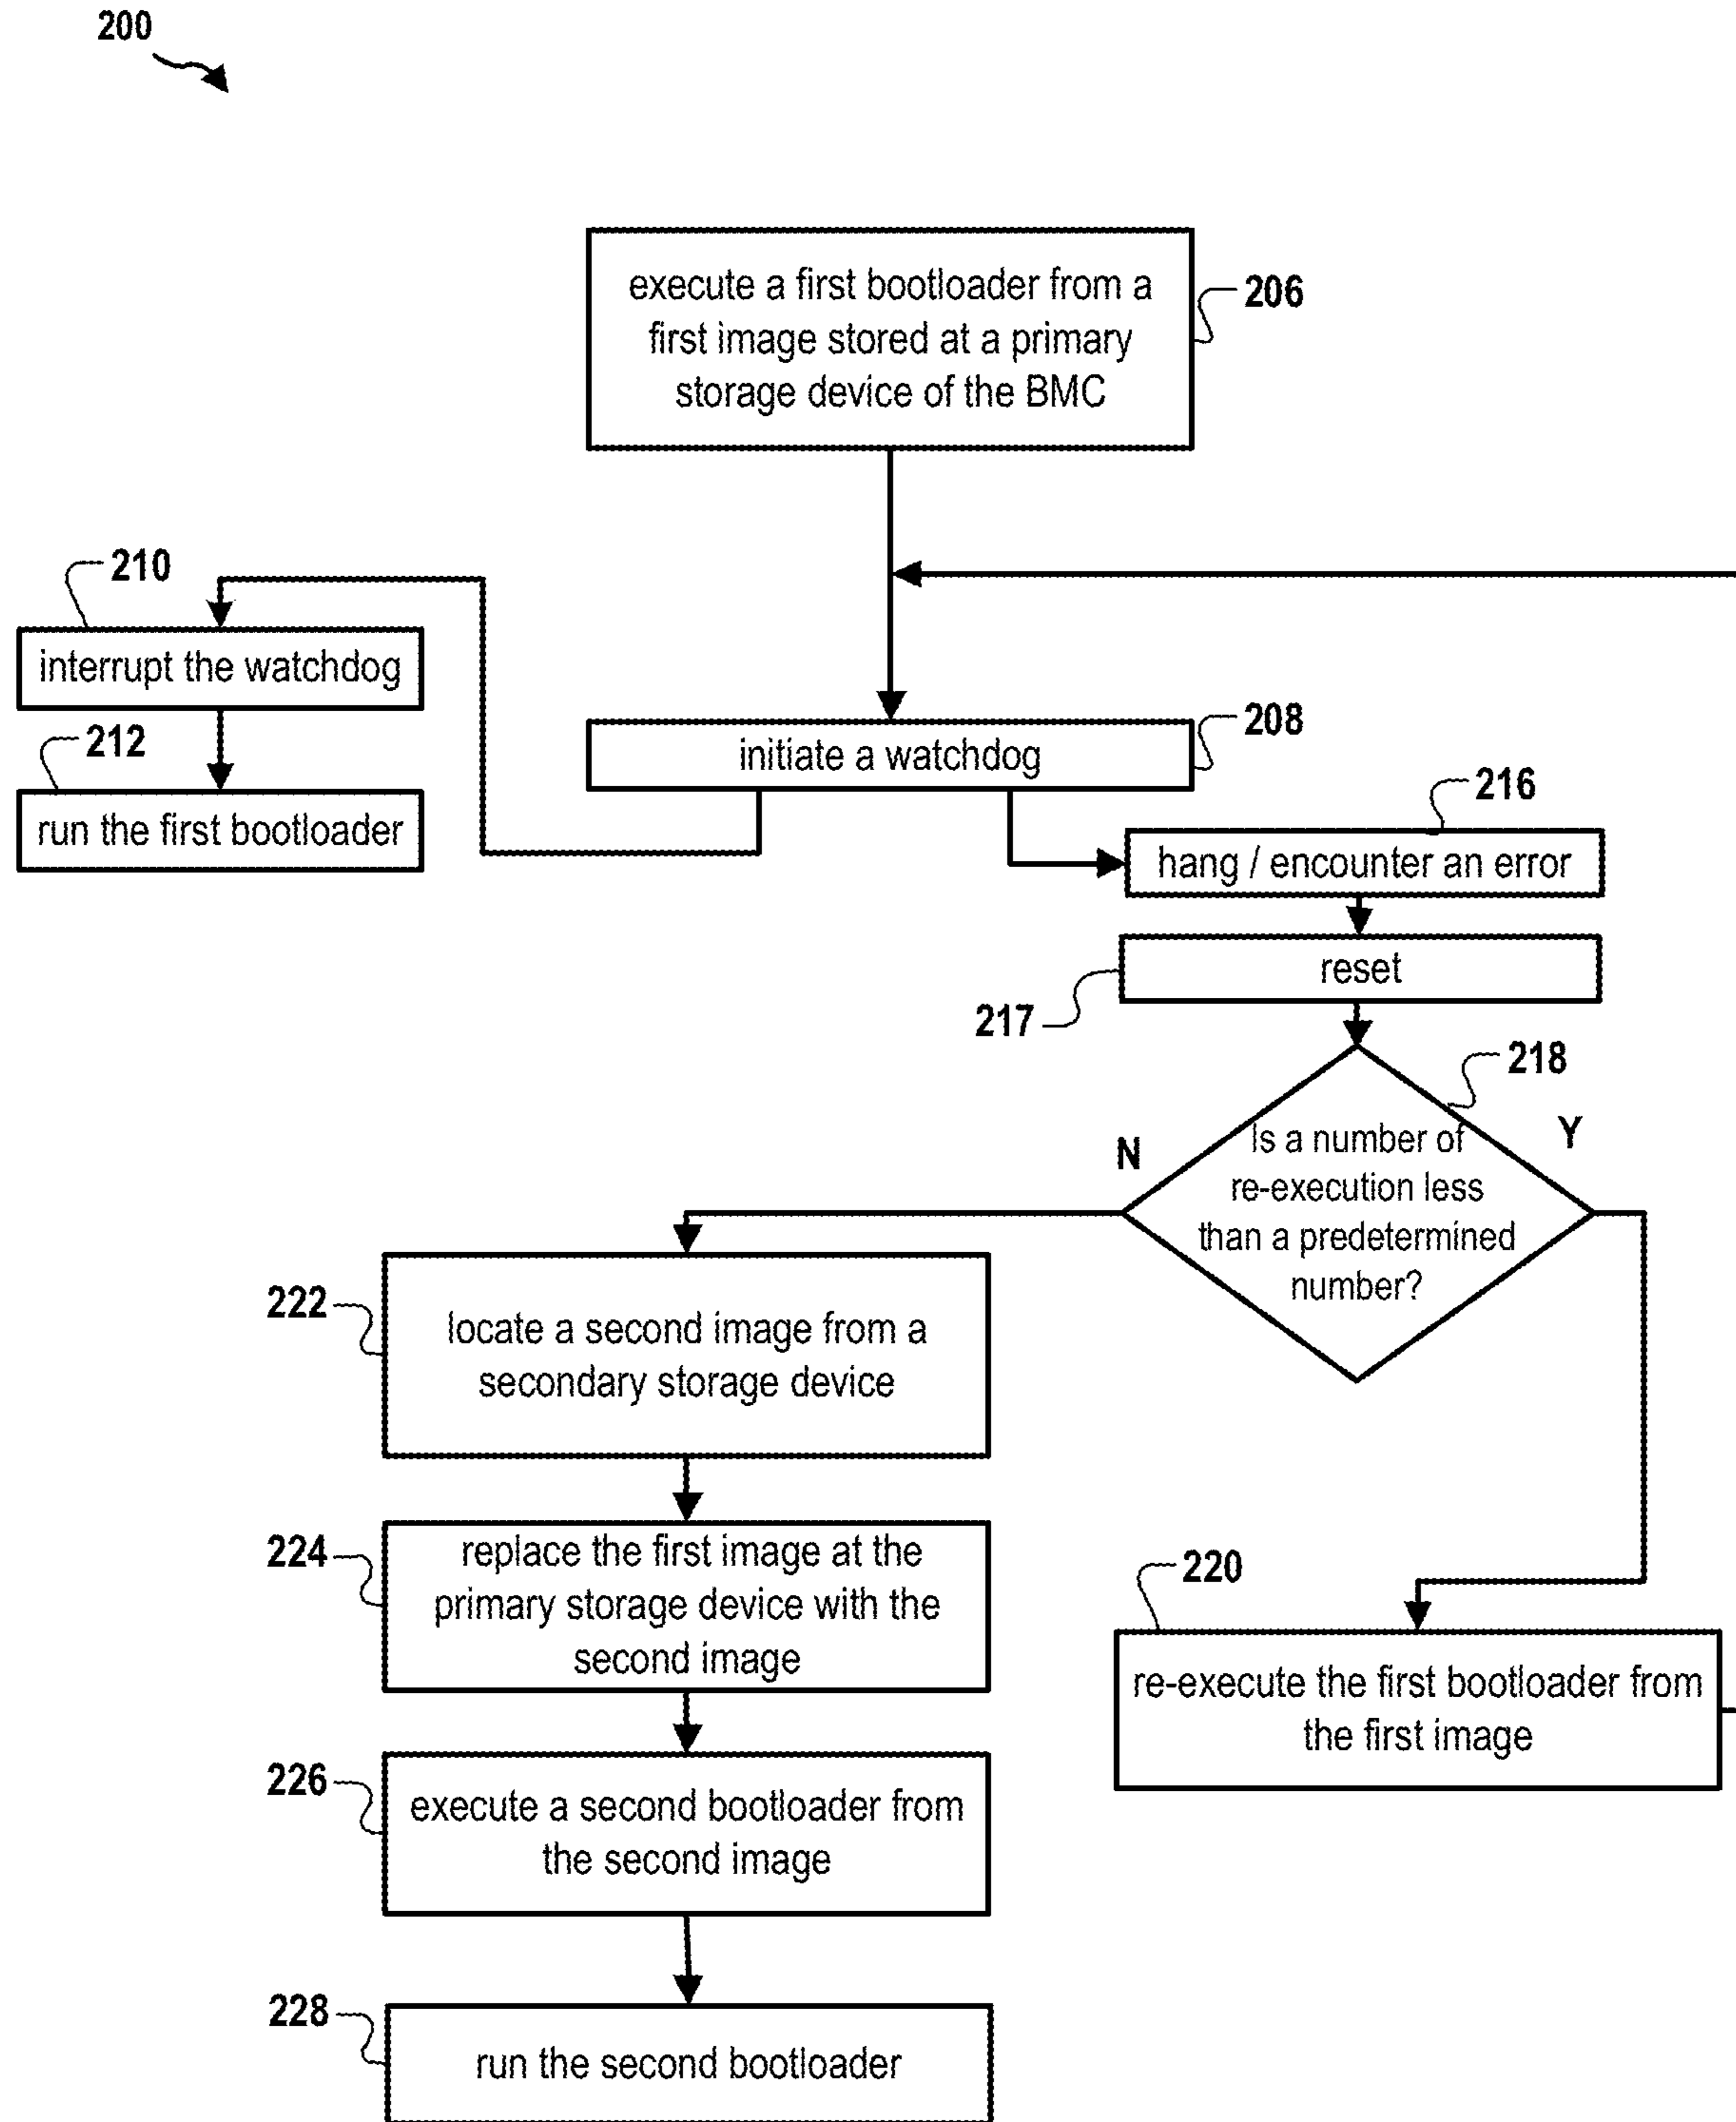 200
execute a first bootloader from a
first image stored at a primary
storage device of the BMC
206
210
interrupt the watchdog
212
run the first bootloader
initiate a watchdog
208
216
hang / encounter an error
reset
217
218
Is a number of
re-execution less
than a predetermined
number?
N
Y
222
locate a second image from a
secondary storage device
224
replace the first image at the
primary storage device with the
second image
220
re-execute the first bootloader from
the first image
226
execute a second bootloader from
the second image
228
run the second bootloader